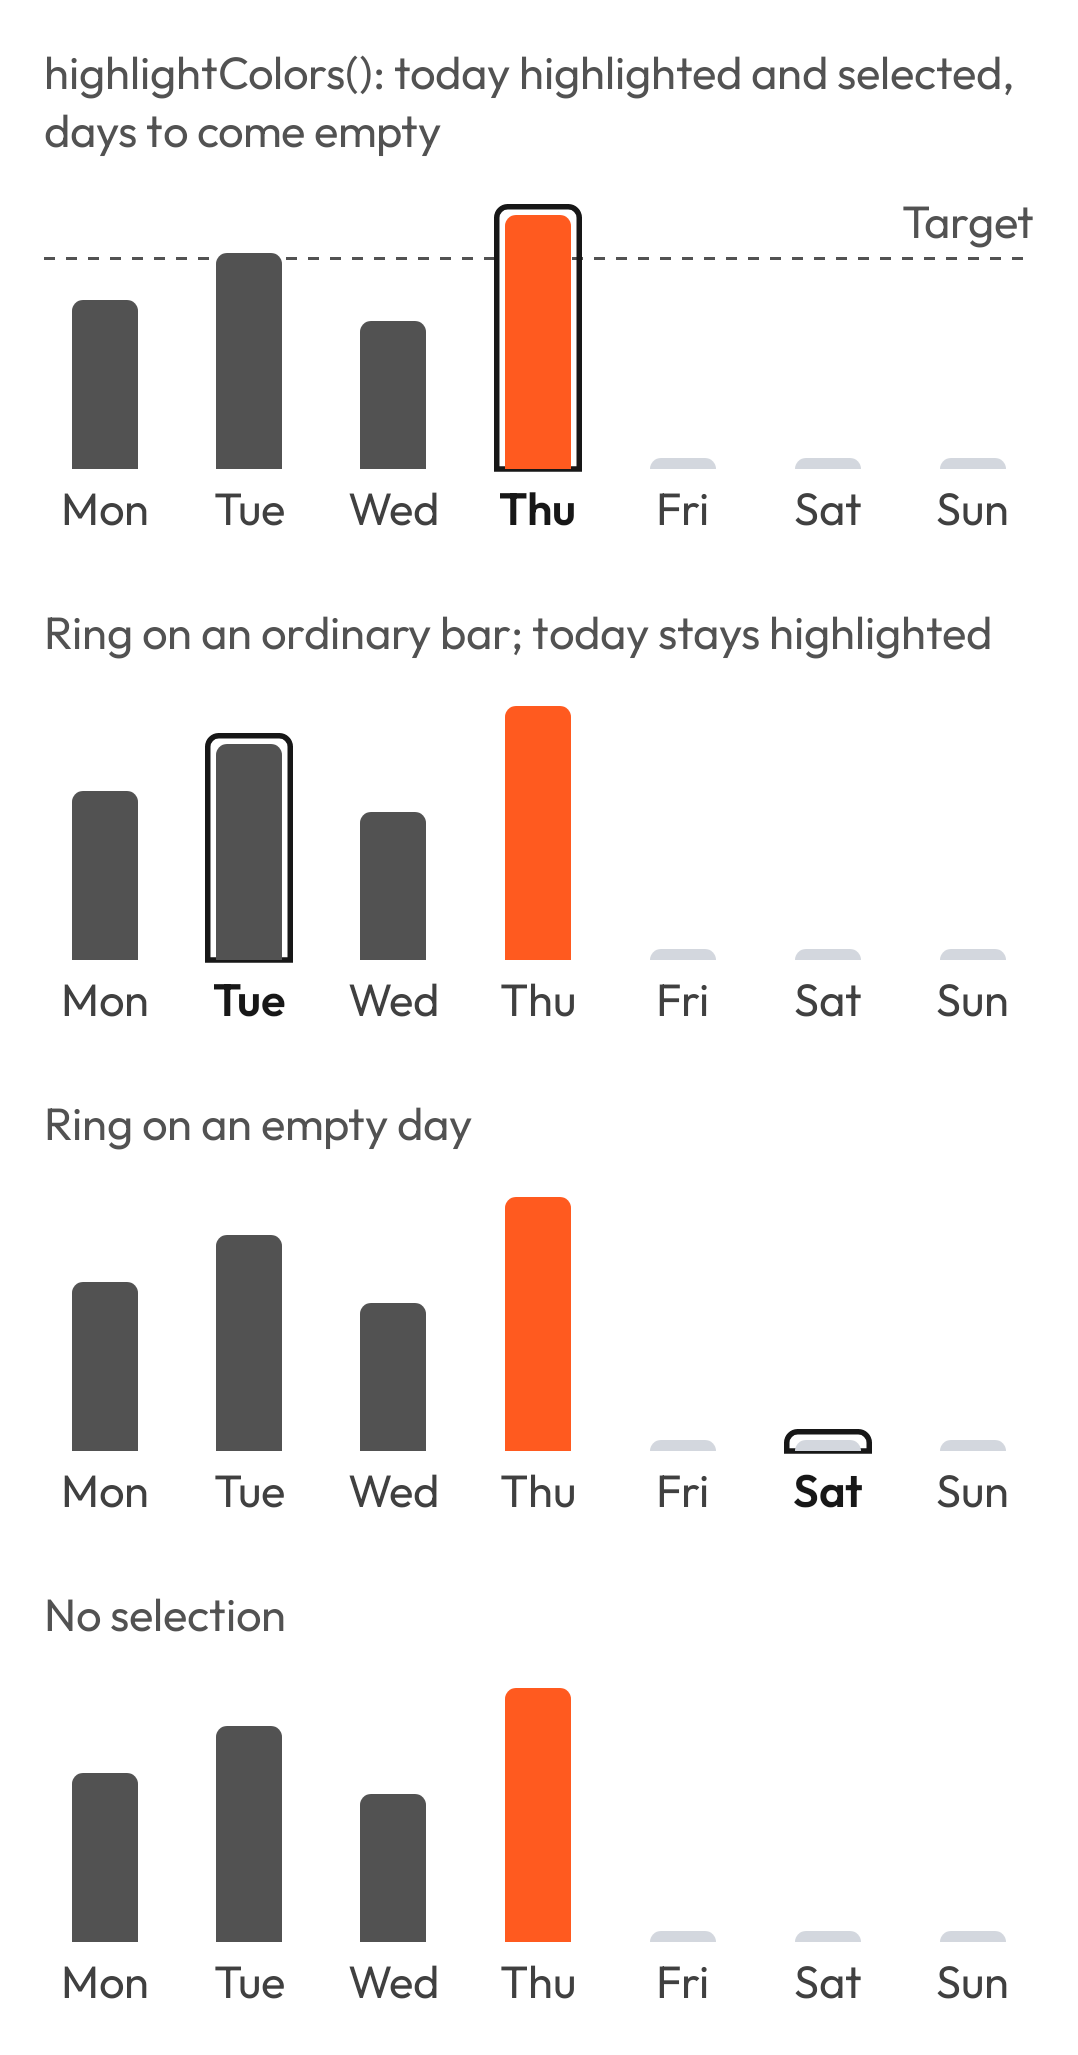 highlightColors(): today highlighted and selected,
days to come empty
Target
Mon Tue Wed Thu Fri Sat Sun
Ring on an ordinary bar; today stays highlighted
Mon Tue Wed Thu Fri Sat Sun
Ring on an empty day
Mon Tue Wed Thu Fri Sat Sun
No selection
Mon Tue Wed Thu Fri Sat Sun